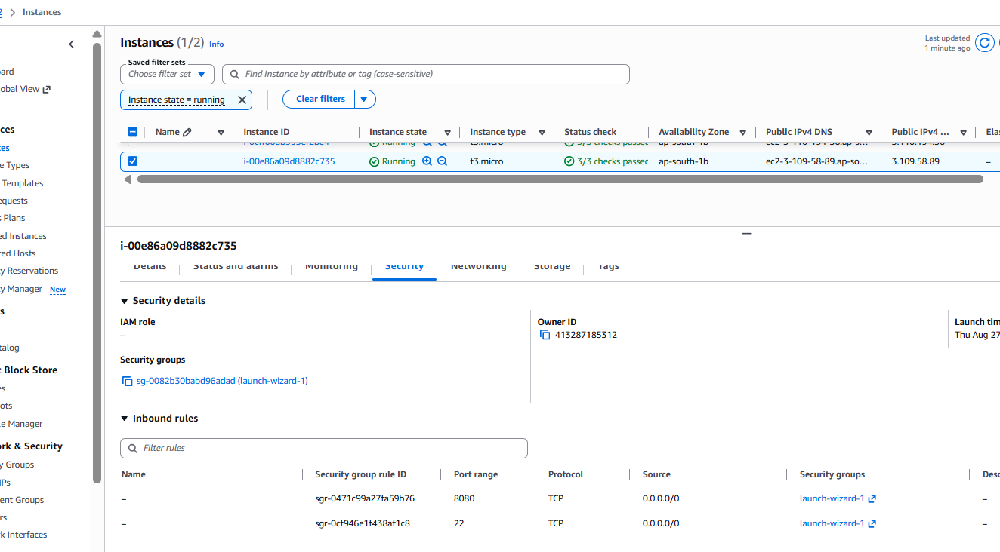 2 > Instances
Instances (1/2) Info
Last updated
1 minute ago
Saved filter sets
Choose filter set
Find Instance by attribute or tag (case-sensitive)
Instance state = running
Clear filters
Name Instance ID Instance state Instance type Status check Availability Zone Public IPv4 DNS Public IPv4 ... Elas
Running t3.micro 3/3 checks passec ap-south-1b
i-00e86a09d8882c735 Running t3.micro 3/3 checks passec ap-south-1b ec2-3-109-58-89.ap-so... 3.109.58.89 –
i-00e86a09d8882c735
Details Status and alarms Monitoring Security Networking Storage Tags
Security details
IAM role
–
Owner ID
413287185312
Launch tim
Thu Aug 27
Security groups
sg-0082b30babd96adad (launch-wizard-1)
Inbound rules
Filter rules
Name Security group rule ID Port range Protocol Source Security groups Desc
– sgr-0471c99a27fa59b76 8080 TCP 0.0.0.0/0 launch-wizard-1 –
– sgr-0cf946e1f438af1c8 22 TCP 0.0.0.0/0 launch-wizard-1 –
ard
obal View
ces
ces
e Types
Templates
equests
s Plans
ed Instances
ted Hosts
ty Reservations
ty Manager New
s
talog
c Block Store
es
ots
le Manager
rk & Security
y Groups
IPs
ent Groups
rs
k Interfaces